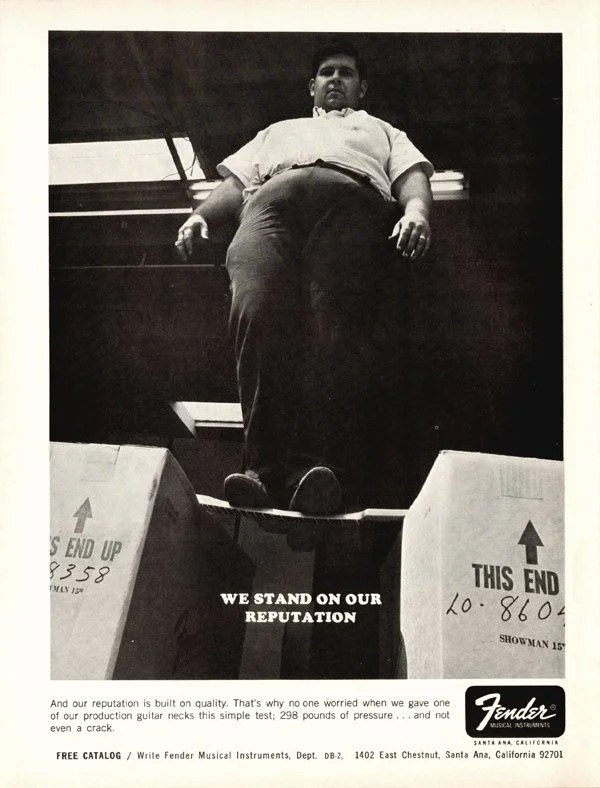 S END UP
8358
MAN 15"
THIS END
LO-8604
SHOWMAN 15"
WE STAND ON OUR
REPUTATION
And our reputation is built on quality. That's why no one worried when we gave one
of our production guitar necks this simple test; 298 pounds of pressure . . . and not
even a crack.
Fender®
MUSICAL INSTRUMENTS
SANTA ANA, CALIFORNIA
FREE CATALOG / Write Fender Musical Instruments, Dept. DB-2, 1402 East Chestnut, Santa Ana, California 92701